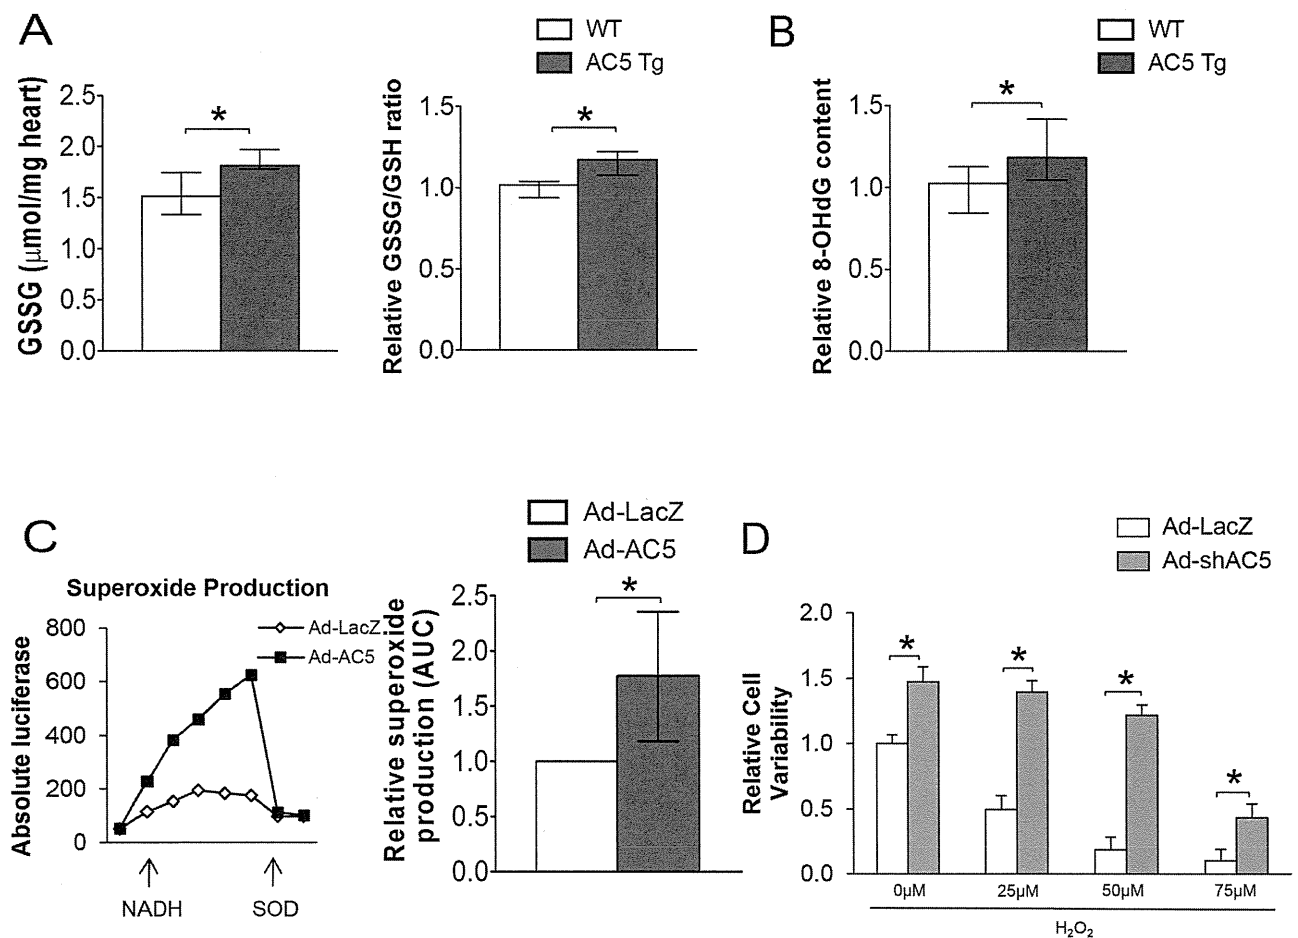 A
WT
AC5 Tg
GSSG (μmol/mg heart)
2.5
2.0
1.5
1.0
0.5
0.0
*
Relative GSSG/GSH ratio
1.5
1.0
0.5
0.0
*
B
WT
AC5 Tg
Relative 8-OHdG content
1.5
1.0
0.5
0.0
*
C
Superoxide Production
Absolute luciferase
800
600
400
200
0
Ad-LacZ
Ad-AC5
NADH
SOD
Ad-LacZ
Ad-AC5
Relative superoxide
production (AUC)
2.5
2.0
1.5
1.0
0.5
0.0
*
D
Ad-LacZ
Ad-shAC5
Relative Cell
Variability
2.0
1.5
1.0
0.5
0.0
* * * *
0μM 25μM 50μM 75μM
H₂O₂